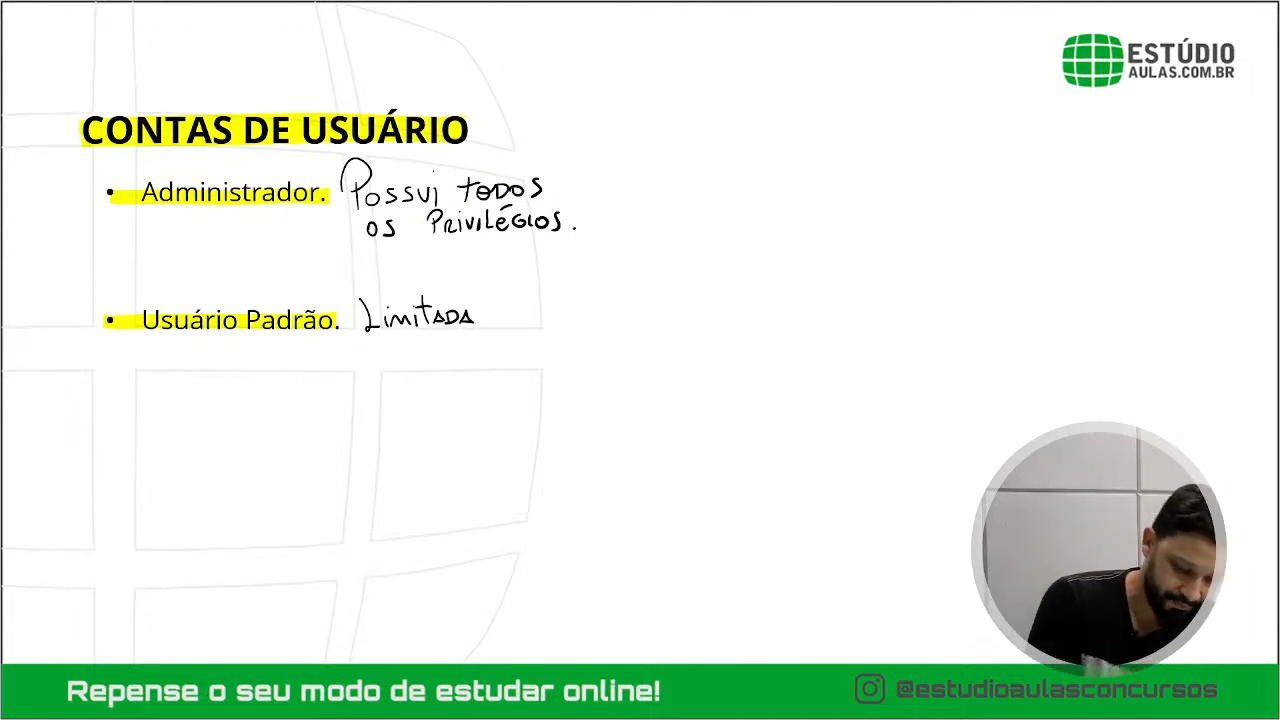 ESTÚDIO
AULAS.COM.BR
CONTAS DE USUÁRIO
• Administrador. Possui todos
os Privilégios.
• Usuário Padrão. Limitada
Repense o seu modo de estudar online!
@estudioaulasconcursos